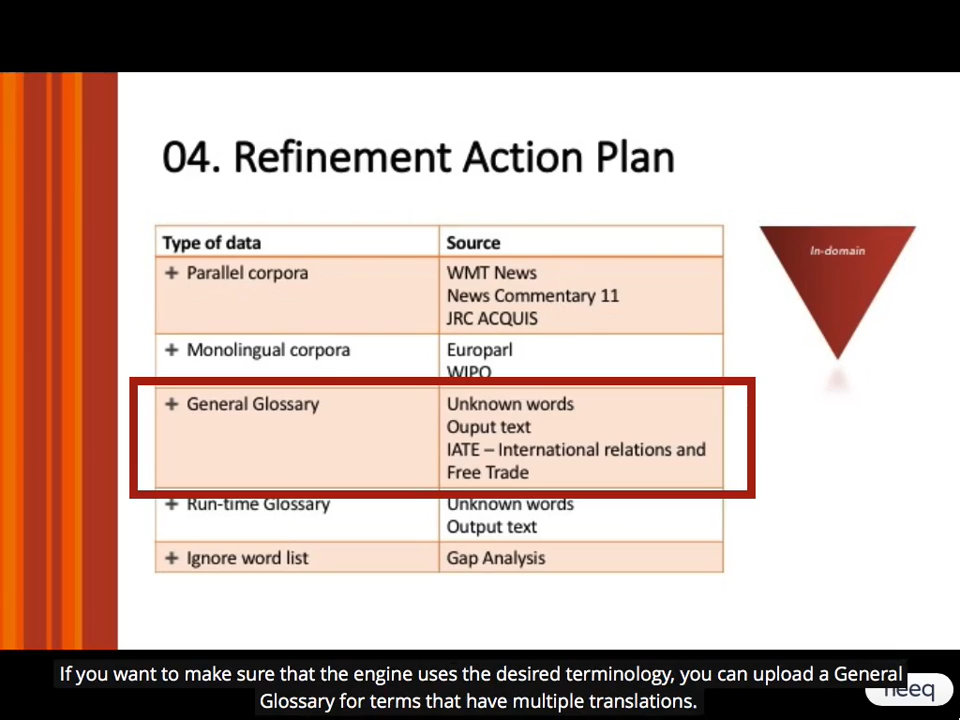 04. Refinement Action Plan
Type of data
Source
+ Parallel corpora
WMT News
News Commentary 11
JRC ACQUIS
+ Monolingual corpora
Europarl
WIPO
+ General Glossary
Unknown words
Ouput text
IATE – International relations and
Free Trade
+ Run-time Glossary
Unknown words
Output text
+ Ignore word list
Gap Analysis
In-domain
If you want to make sure that the engine uses the desired terminology, you can upload a General
Glossary for terms that have multiple translations.